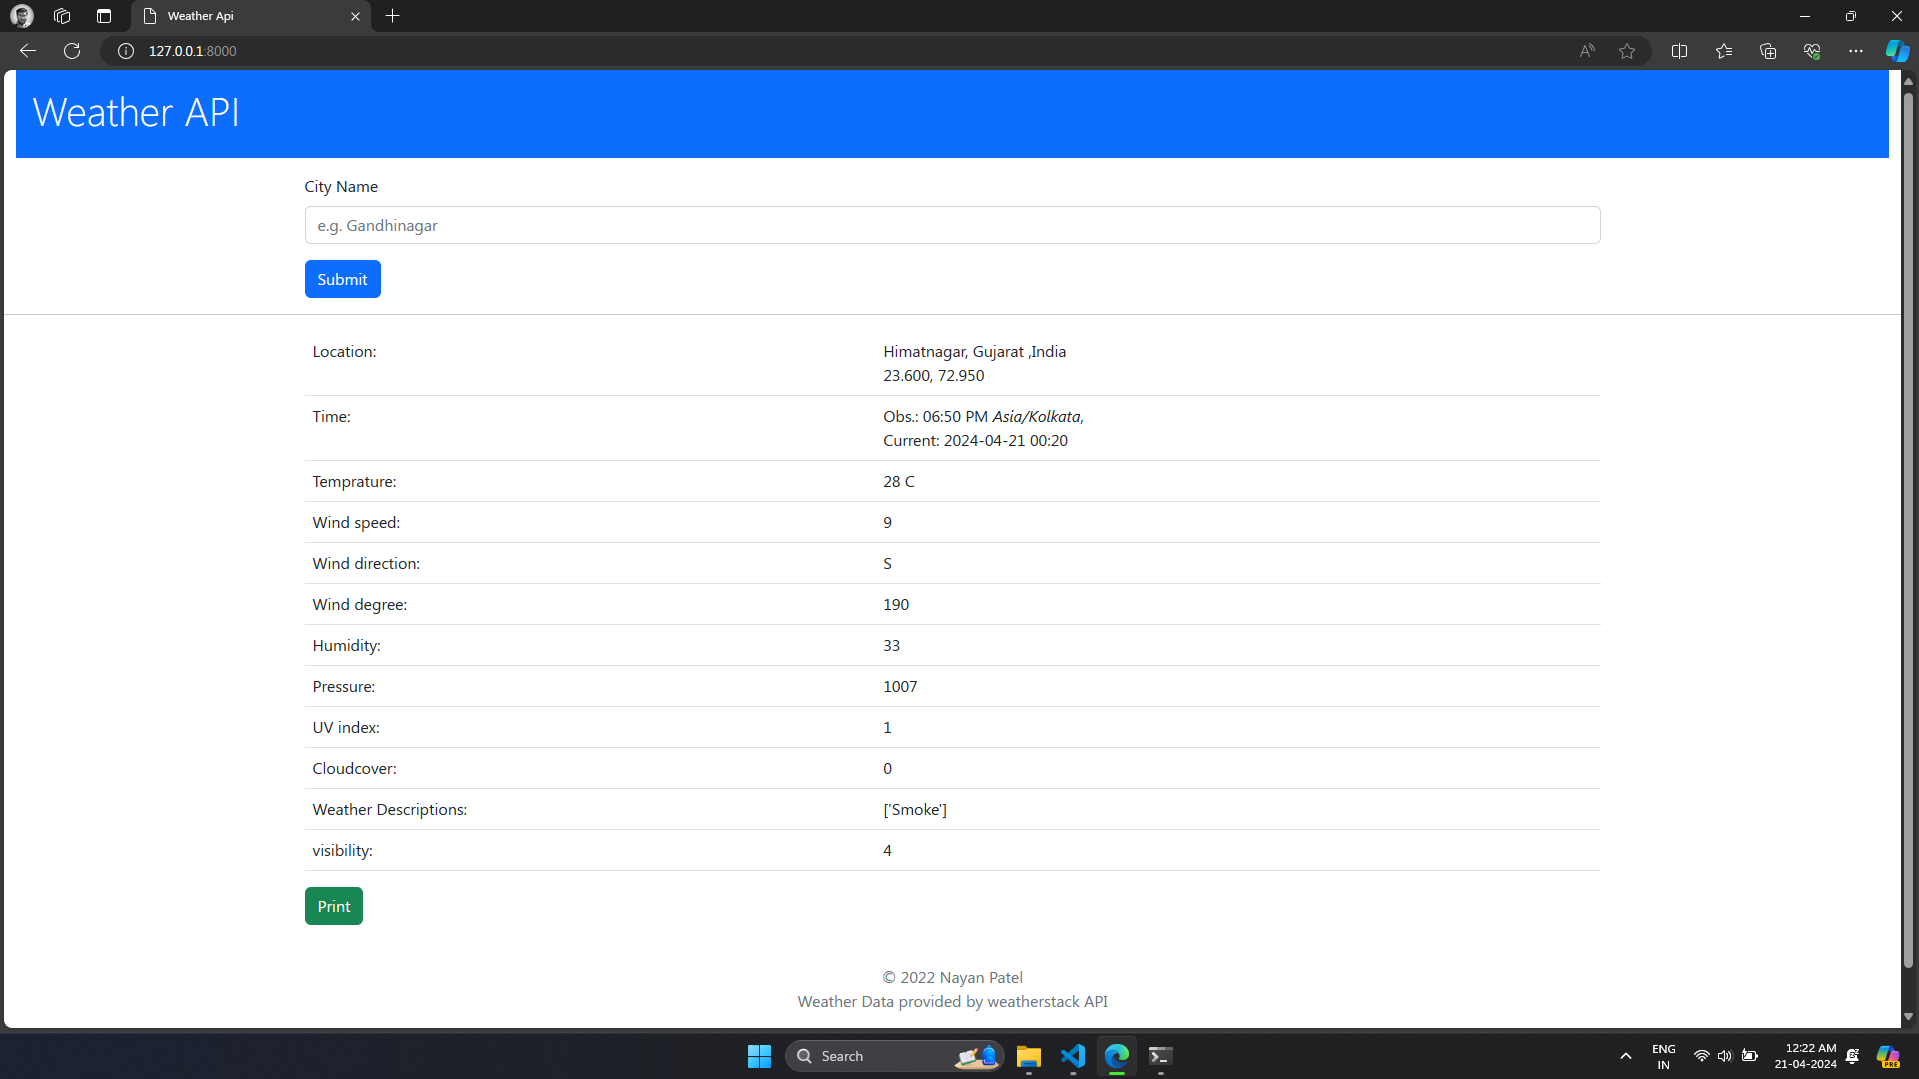 Weather Api
127.0.0.1:8000
Weather API
City Name
e.g. Gandhinagar
Submit
Location: Himatnagar, Gujarat ,India
23.600, 72.950
Time: Obs.: 06:50 PM Asia/Kolkata,
Current: 2024-04-21 00:20
Temprature: 28 C
Wind speed: 9
Wind direction: S
Wind degree: 190
Humidity: 33
Pressure: 1007
UV index: 1
Cloudcover: 0
Weather Descriptions: ['Smoke']
visibility: 4
Print
© 2022 Nayan Patel
Weather Data provided by weatherstack API
Search
ENG
IN
12:22 AM
21-04-2024
PRE